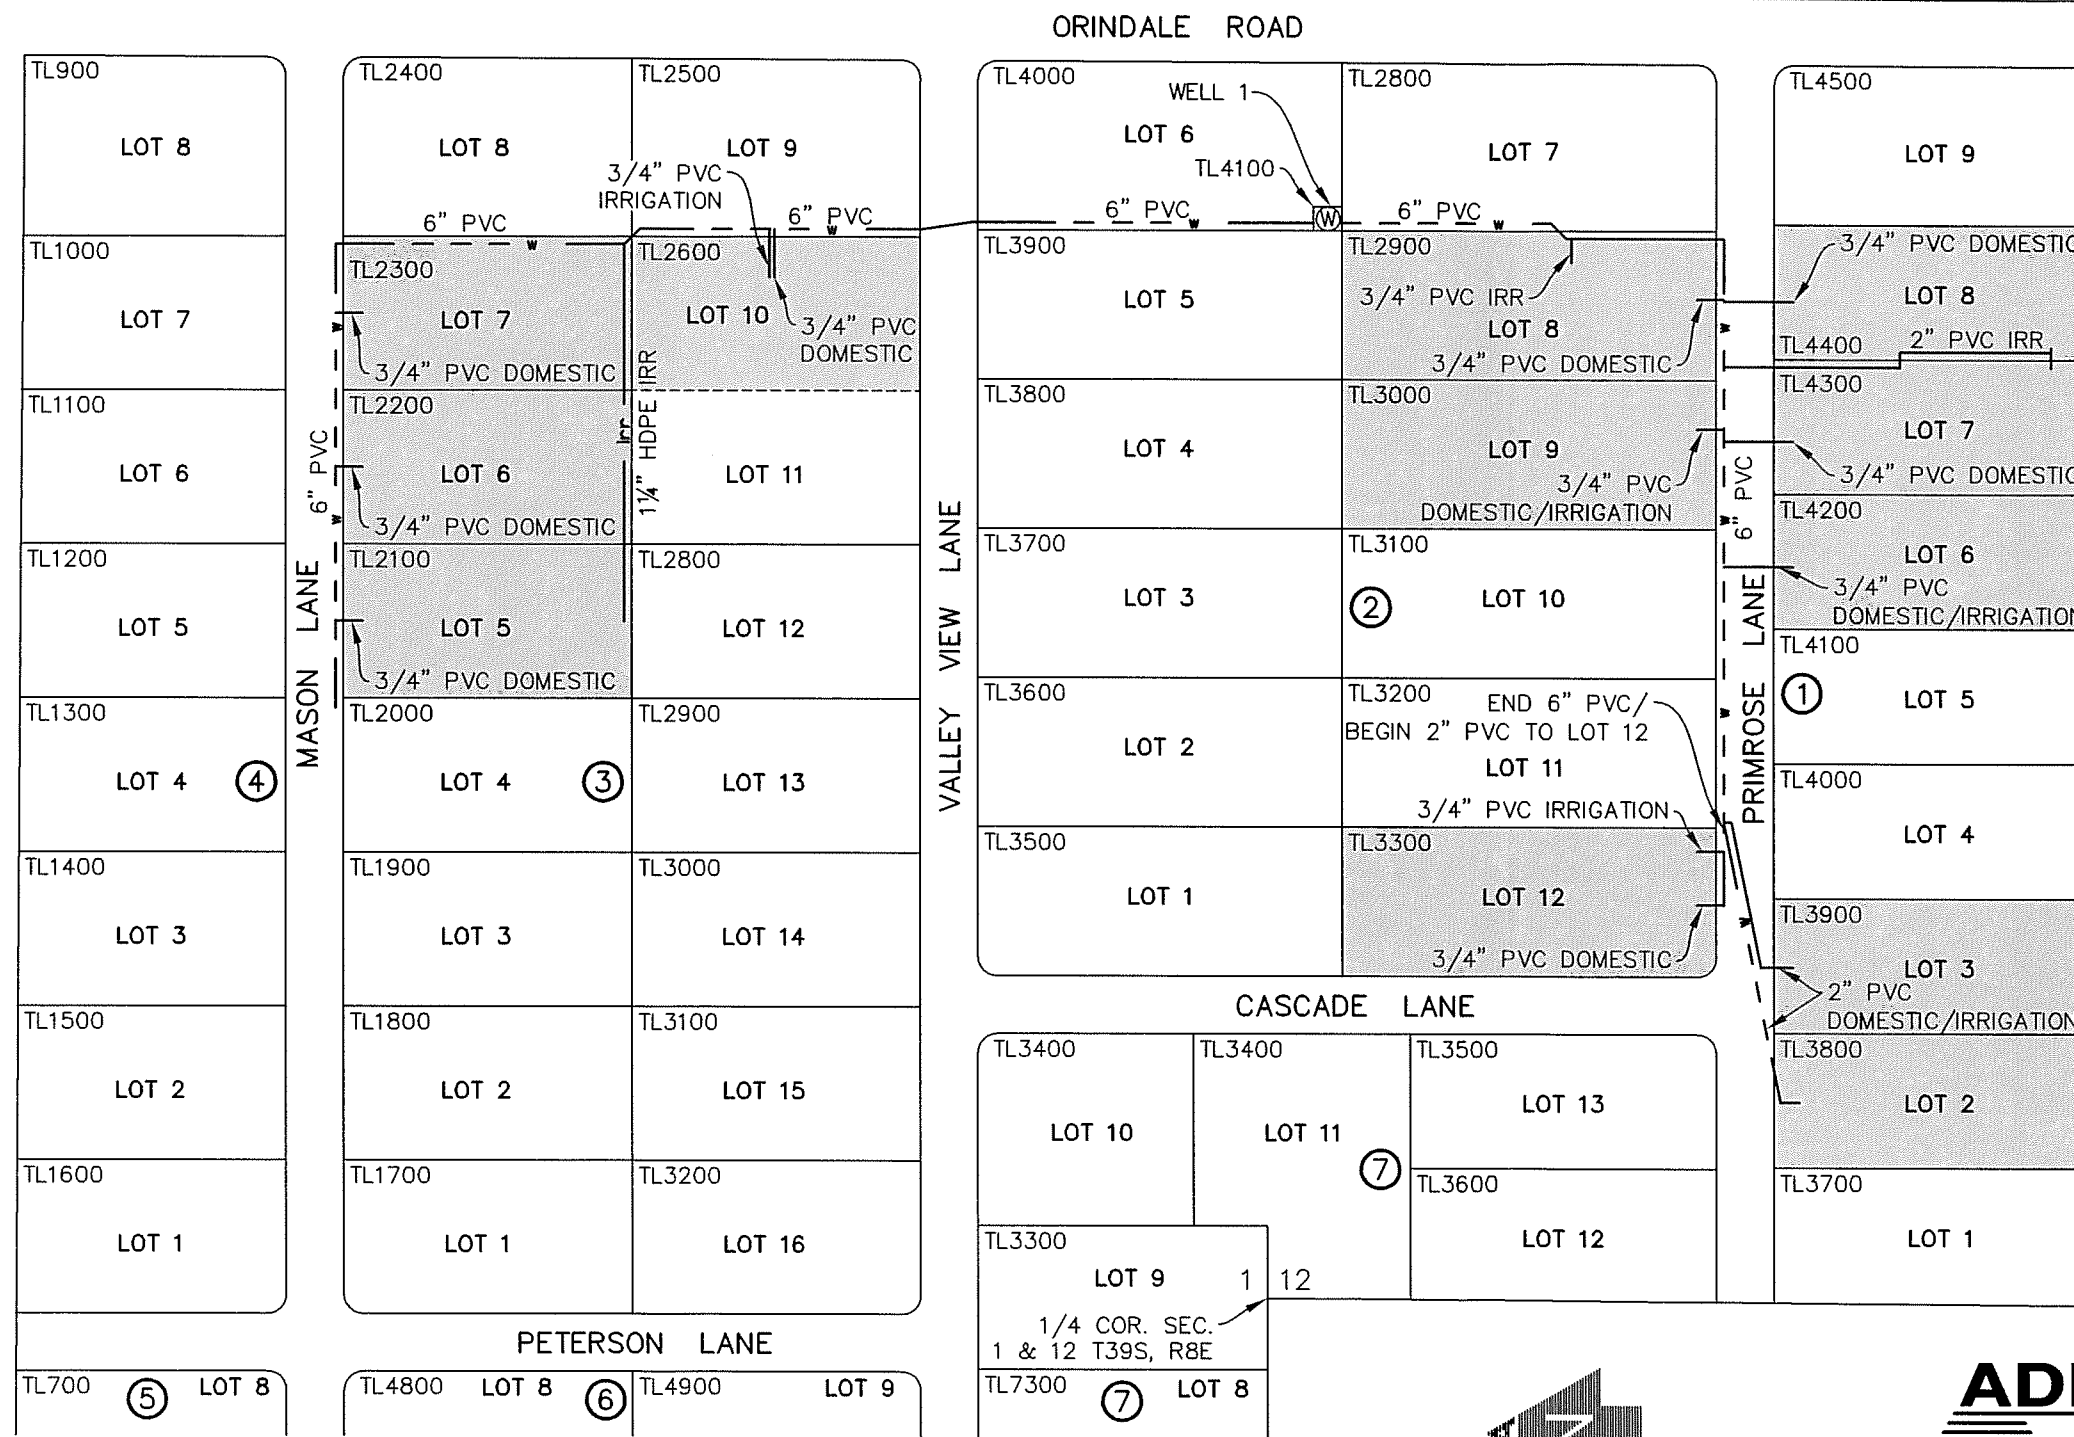 ORINDALE ROAD
TL900
LOT 8
TL1000
LOT 7
TL1100
LOT 6
TL1200
LOT 5
TL1300
LOT 4
4
TL1400
LOT 3
TL1500
LOT 2
TL1600
LOT 1
MASON LANE
6" PVC
W
W
TL2400
LOT 8
TL2500
LOT 9
3/4" PVC
IRRIGATION
6" PVC
W
6" PVC
W
TL2300
LOT 7
3/4" PVC DOMESTIC
TL2600
LOT 10
3/4" PVC
DOMESTIC
TL2200
LOT 6
3/4" PVC DOMESTIC
Irr
1¼" HDPE IRR
LOT 11
TL2100
LOT 5
3/4" PVC DOMESTIC
TL2800
LOT 12
TL2000
LOT 4
3
TL2900
LOT 13
TL1900
LOT 3
TL3000
LOT 14
TL1800
LOT 2
TL3100
LOT 15
TL1700
LOT 1
TL3200
LOT 16
PETERSON LANE
TL700
5
LOT 8
TL4800
LOT 8
6
TL4900
LOT 9
VALLEY VIEW LANE
TL4000
WELL 1
LOT 6
TL4100
W
6" PVC
W
TL2800
LOT 7
6" PVC
W
TL3900
LOT 5
TL2900
3/4" PVC IRR
LOT 8
3/4" PVC DOMESTIC
TL3800
LOT 4
TL3000
LOT 9
3/4" PVC
DOMESTIC/IRRIGATION
TL3700
LOT 3
TL3100
2
LOT 10
TL3600
LOT 2
TL3200
END 6" PVC/
BEGIN 2" PVC TO LOT 12
LOT 11
3/4" PVC IRRIGATION
TL3500
LOT 1
TL3300
LOT 12
3/4" PVC DOMESTIC
CASCADE LANE
TL3400
LOT 10
TL3400
LOT 11
7
TL3500
LOT 13
TL3600
LOT 12
TL3300
LOT 9
1 12
1/4 COR. SEC.
1 & 12 T39S, R8E
TL7300
7
LOT 8
PRIMROSE LANE
6" PVC
W
W
W
W
TL4500
LOT 9
3/4" PVC DOMESTIC
LOT 8
TL4400
2" PVC IRR
TL4300
LOT 7
3/4" PVC DOMESTIC
TL4200
LOT 6
3/4" PVC
DOMESTIC/IRRIGATION
TL4100
1
LOT 5
TL4000
LOT 4
TL3900
LOT 3
2" PVC
DOMESTIC/IRRIGATION
TL3800
LOT 2
TL3700
LOT 1
N